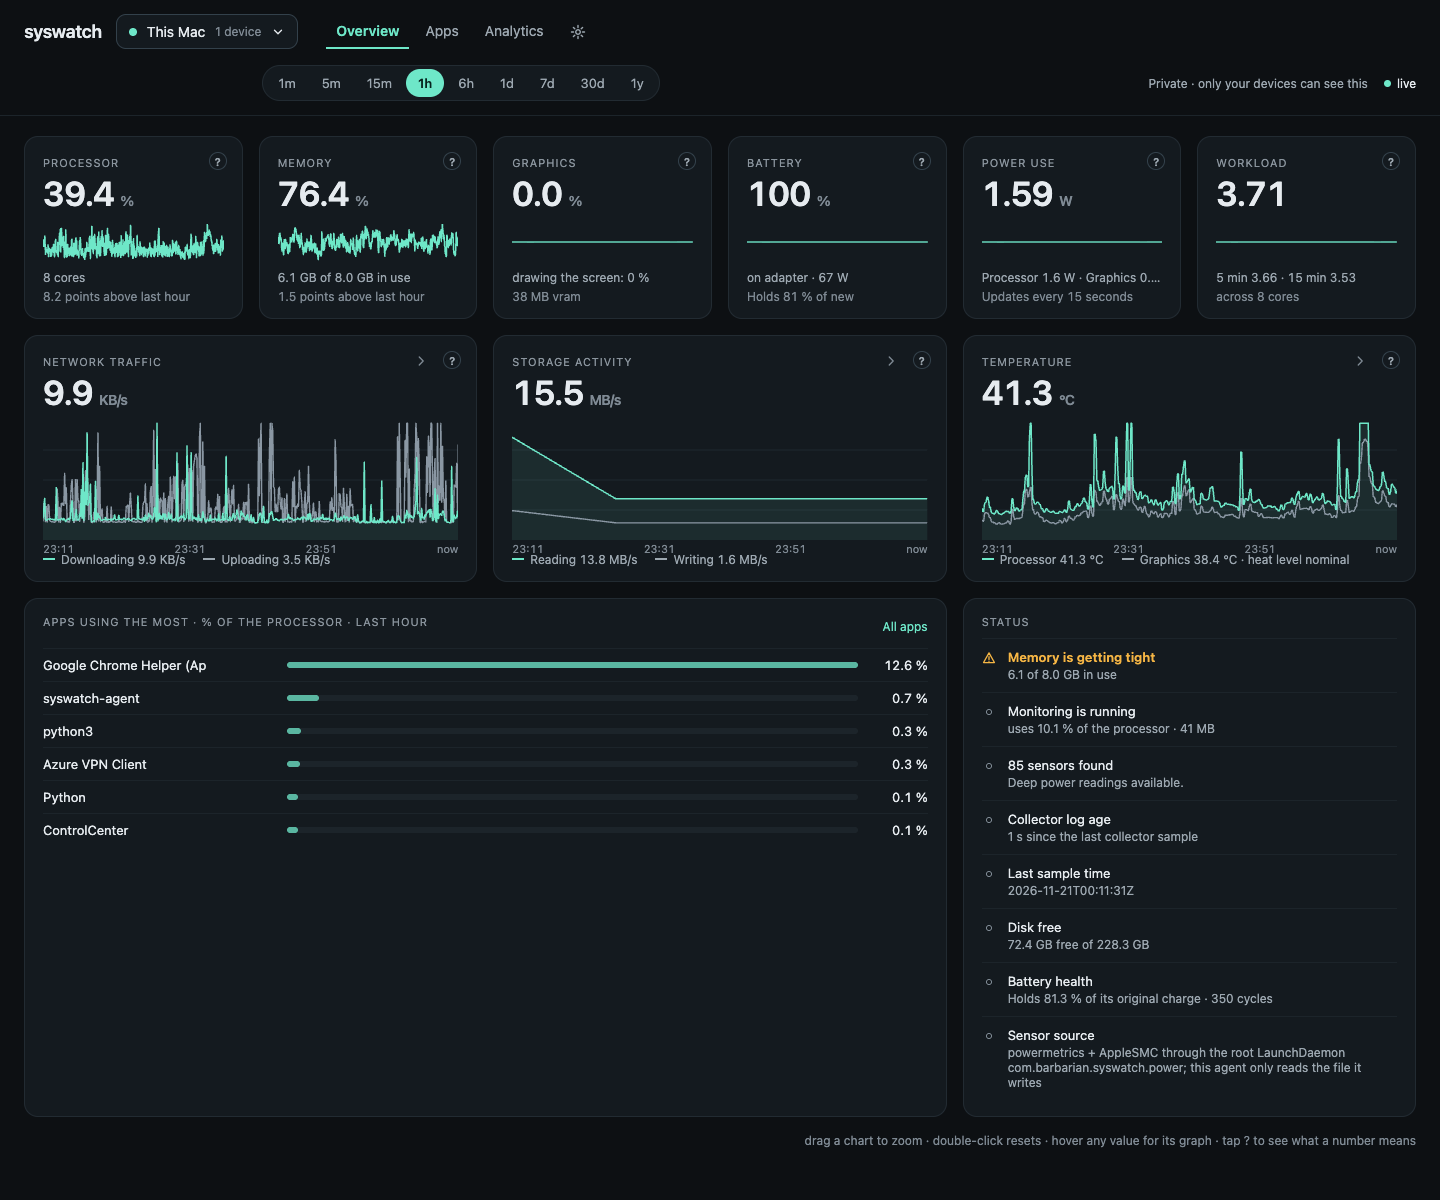 syswatch
This Mac 1 device
Overview Apps Analytics
1m 5m 15m 1h 6h 1d 7d 30d 1y
Private · only your devices can see this
live
PROCESSOR ?
39.4 %
8 cores
8.2 points above last hour
MEMORY ?
76.4 %
6.1 GB of 8.0 GB in use
1.5 points above last hour
GRAPHICS ?
0.0 %
drawing the screen: 0 %
38 MB vram
BATTERY ?
100 %
on adapter · 67 W
Holds 81 % of new
POWER USE ?
1.59 W
Processor 1.6 W · Graphics 0....
Updates every 15 seconds
WORKLOAD ?
3.71
5 min 3.66 · 15 min 3.53
across 8 cores
NETWORK TRAFFIC ?
9.9 KB/s
23:11 23:31 23:51 now
Downloading 9.9 KB/s Uploading 3.5 KB/s
STORAGE ACTIVITY ?
15.5 MB/s
23:11 23:31 23:51 now
Reading 13.8 MB/s Writing 1.6 MB/s
TEMPERATURE ?
41.3 °C
23:11 23:31 23:51 now
Processor 41.3 °C Graphics 38.4 °C · heat level nominal
APPS USING THE MOST · % OF THE PROCESSOR · LAST HOUR
All apps
Google Chrome Helper (Ap 12.6 %
syswatch-agent 0.7 %
python3 0.3 %
Azure VPN Client 0.3 %
Python 0.1 %
ControlCenter 0.1 %
STATUS
Memory is getting tight
6.1 of 8.0 GB in use
Monitoring is running
uses 10.1 % of the processor · 41 MB
85 sensors found
Deep power readings available.
Collector log age
1 s since the last collector sample
Last sample time
2026-11-21T00:11:31Z
Disk free
72.4 GB free of 228.3 GB
Battery health
Holds 81.3 % of its original charge · 350 cycles
Sensor source
powermetrics + AppleSMC through the root LaunchDaemon
com.barbarian.syswatch.power; this agent only reads the file it
writes
drag a chart to zoom · double-click resets · hover any value for its graph · tap ? to see what a number means